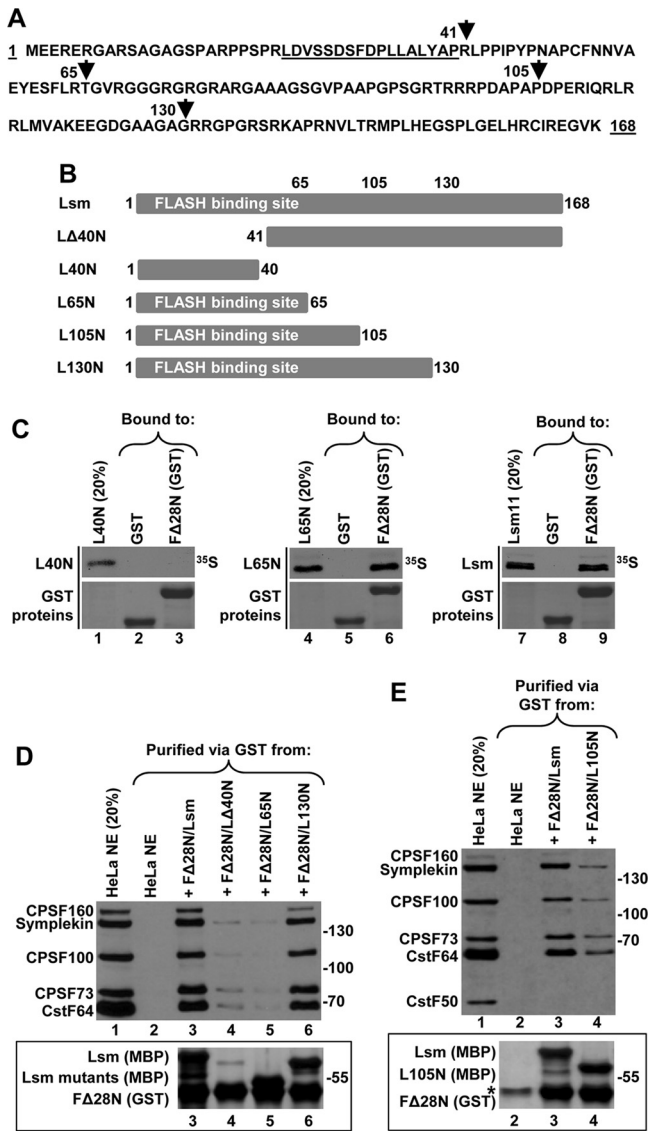 A
41
1 MEERERGARSAGAGSPARPPSPRLDVSSDSFDPLLALYAPRLPPIPYPNAPCFNNVA
65 105
EYESFLRTGVRGGGRGRGRARGAAAGSGVPAAPGPSGRTRRRPDAPAPDPERIQRLR
130
RLMVAKEEGDGAAGAGRRGPGRSRKAPRNVLTRMPLHEGSPLGELHRCIREGVK 168
B
65 105 130
Lsm 1 FLASH binding site 168
LΔ40N 41
L40N 1 40
L65N 1 FLASH binding site 65
L105N 1 FLASH binding site 105
L130N 1 FLASH binding site 130
C
Bound to:
L40N (20%)
GST
FΔ28N (GST)
L40N 35S
GST
proteins
1 2 3
Bound to:
L65N (20%)
GST
FΔ28N (GST)
L65N 35S
GST
proteins
4 5 6
Bound to:
Lsm11 (20%)
GST
FΔ28N (GST)
Lsm 35S
GST
proteins
7 8 9
D
Purified via GST from:
HeLa NE (20%)
HeLa NE
+ FΔ28N/Lsm
+ FΔ28N/LΔ40N
+ FΔ28N/L65N
+ FΔ28N/L130N
CPSF160
Symplekin
-130
CPSF100
-100
CPSF73
-70
CstF64
1 2 3 4 5 6
Lsm (MBP)
Lsm mutants (MBP) -55
FΔ28N (GST)
3 4 5 6
E
Purified via
GST from:
HeLa NE (20%)
HeLa NE
+ FΔ28N/Lsm
+ FΔ28N/L105N
CPSF160
Symplekin
-130
CPSF100
-100
CPSF73 -70
CstF64
CstF50
1 2 3 4
Lsm (MBP)
L105N (MBP) -55
*
FΔ28N (GST)
2 3 4